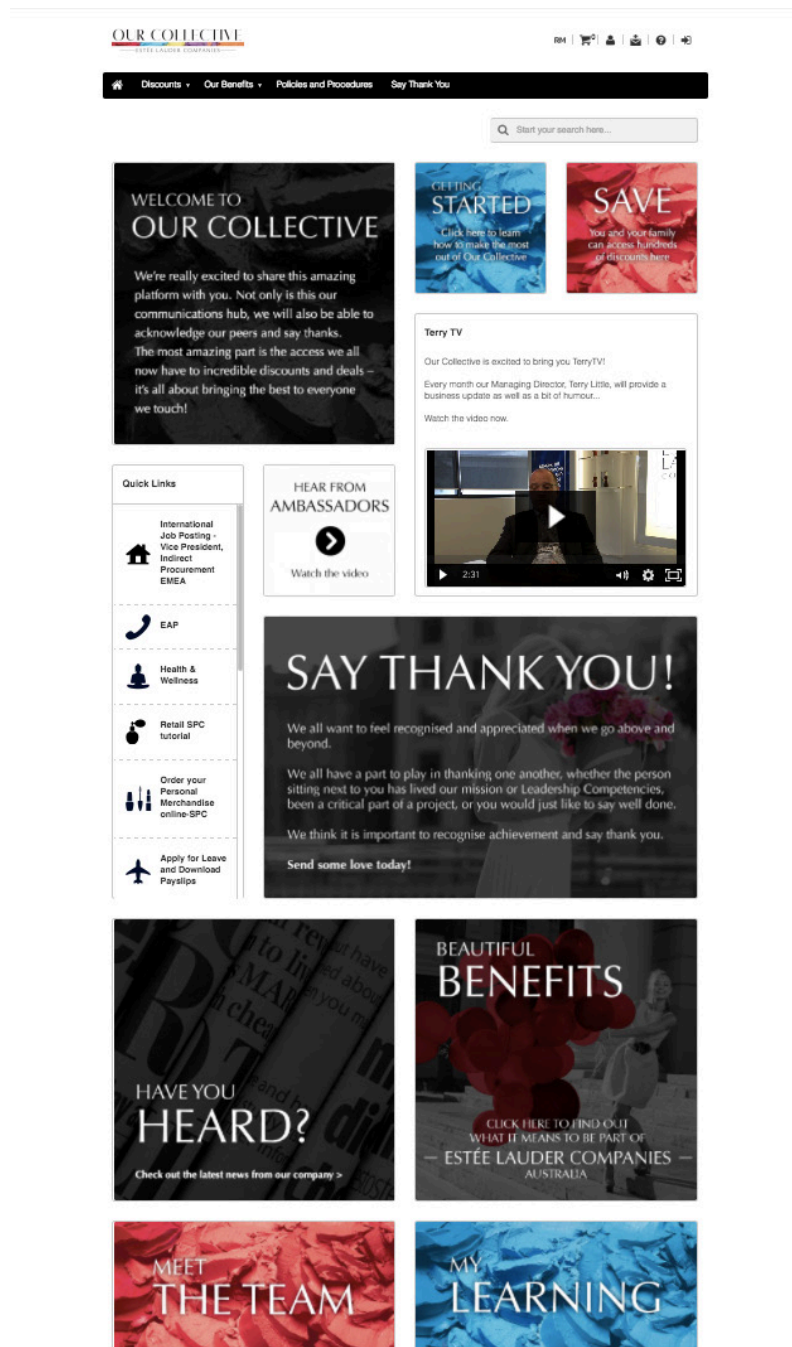 OUR COLLECTIVE
ESTÉE LAUDER COMPANIES
RM
0
Discounts
Our Benefits
Policies and Procedures
Say Thank You
Start your search here...
WELCOME TO
OUR COLLECTIVE
We're really excited to share this amazing
platform with you. Not only is this our
communications hub, we will also be able to
acknowledge our peers and say thanks.
The most amazing part is the access we all
now have to incredible discounts and deals –
it's all about bringing the best to everyone
we touch!
GETTING
STARTED
Click here to learn
how to make the most
out of Our Collective
SAVE
You and your family
can access hundreds
of discounts here
Terry TV
Our Collective is excited to bring you TerryTV!
Every month our Managing Director, Terry Little, will provide a
business update as well as a bit of humour...
Watch the video now.
2:31
Quick Links
International
Job Posting -
Vice President,
Indirect
Procurement
EMEA
EAP
Health &
Wellness
Retail SPC
tutorial
Order your
Personal
Merchandise
online-SPC
Apply for Leave
and Download
Payslips
HEAR FROM
AMBASSADORS
Watch the video
SAY THANK YOU!
We all want to feel recognised and appreciated when we go above and
beyond.
We all have a part to play in thanking one another, whether the person
sitting next to you has lived our mission or Leadership Competencies,
been a critical part of a project, or you would just like to say well done.
We think it is important to recognise achievement and say thank you.
Send some love today!
HAVE YOU
HEARD?
Check out the latest news from our company >
BEAUTIFUL
BENEFITS
CLICK HERE TO FIND OUT
WHAT IT MEANS TO BE PART OF
— ESTÉE LAUDER COMPANIES —
AUSTRALIA
MEET
THE TEAM
MY
LEARNING